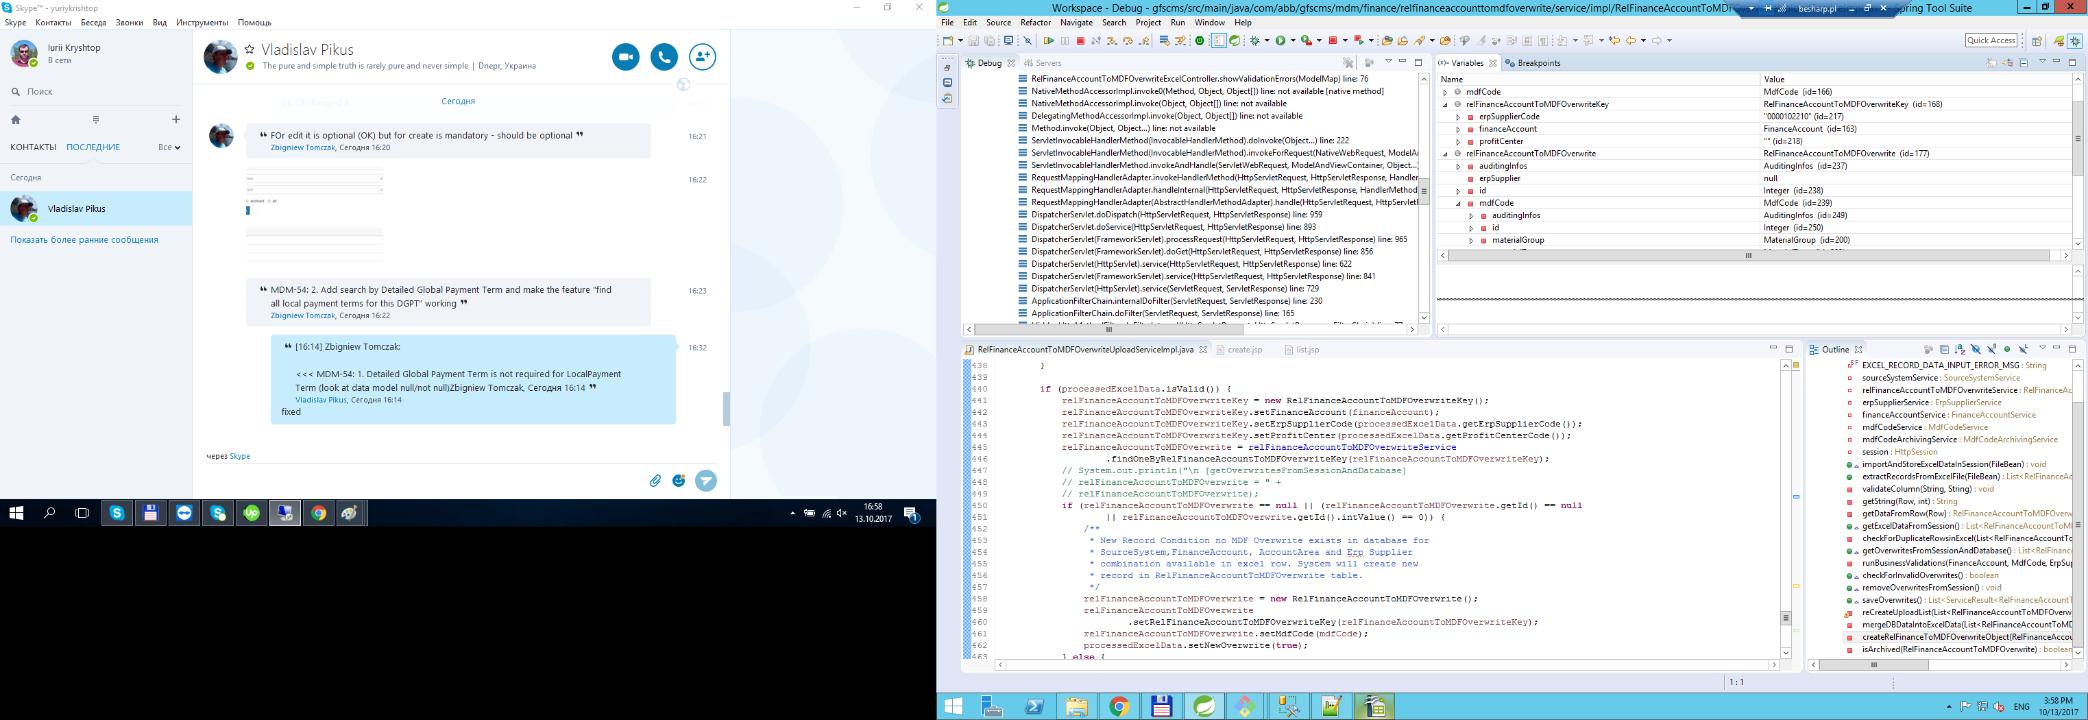 Skype™ - yuriykrishtop
Skype Контакты Беседа Звонки Вид Инструменты Помощь
Iurii Kryshtop
В сети
Поиск
КОНТАКТЫ ПОСЛЕДНИЕ Все
Сегодня
Vladislav Pikus
Показать более ранние сообщения
Vladislav Pikus
The pure and simple truth is rarely pure and never simple | Dnepr, Украина
Сегодня
FOr edit it is optional (OK) but for create is mandatory - should be optional
Zbigniew Tomczak, Сегодня 16:20
16:21
16:22
MDM-54: 2. Add search by Detailed Global Payment Term and make the feature "find
all local payment terms for this DGPT" working
Zbigniew Tomczak, Сегодня 16:22
16:23
[16:14] Zbigniew Tomczak:
<<< MDM-54: 1. Detailed Global Payment Term is not required for LocalPayment
Term (look at data model null/not null)Zbigniew Tomczak, Сегодня 16:14
Vladislav Pikus, Сегодня 16:14
fixed
16:32
через Skype
16:58
13.10.2017
Workspace - Debug - gfscms/src/main/java/com/abb/gfscms/mdm/finance/relfinanceaccounttomdfoverwrite/service/impl/RelFinanceAccountToMDF
besharp.pl
ring Tool Suite
File Edit Source Refactor Navigate Search Project Run Window Help
Quick Access
Debug Servers
RelFinanceAccountToMDFOverwriteExcelController.showValidationErrors(ModelMap) line: 76
NativeMethodAccessorImpl.invoke0(Method, Object, Object[]) line: not available [native method]
NativeMethodAccessorImpl.invoke(Object, Object[]) line: not available
DelegatingMethodAccessorImpl.invoke(Object, Object[]) line: not available
Method.invoke(Object, Object...) line: not available
ServletInvocableHandlerMethod(InvocableHandlerMethod).doInvoke(Object...) line: 222
ServletInvocableHandlerMethod(InvocableHandlerMethod).invokeForRequest(NativeWebRequest, ModelAn
ServletInvocableHandlerMethod.invokeAndHandle(ServletWebRequest, ModelAndViewContainer, Object...)
RequestMappingHandlerAdapter.invokeHandlerMethod(HttpServletRequest, HttpServletResponse, Handler
RequestMappingHandlerAdapter.handleInternal(HttpServletRequest, HttpServletResponse, HandlerMethod
RequestMappingHandlerAdapter(AbstractHandlerMethodAdapter).handle(HttpServletRequest, HttpServletR
DispatcherServlet.doDispatch(HttpServletRequest, HttpServletResponse) line: 959
DispatcherServlet.doService(HttpServletRequest, HttpServletResponse) line: 893
DispatcherServlet(FrameworkServlet).processRequest(HttpServletRequest, HttpServletResponse) line: 965
DispatcherServlet(FrameworkServlet).doGet(HttpServletRequest, HttpServletResponse) line: 856
DispatcherServlet(HttpServlet).service(HttpServletRequest, HttpServletResponse) line: 622
DispatcherServlet(FrameworkServlet).service(HttpServletRequest, HttpServletResponse) line: 841
DispatcherServlet(HttpServlet).service(ServletRequest, ServletResponse) line: 729
ApplicationFilterChain.internalDoFilter(ServletRequest, ServletResponse) line: 230
ApplicationFilterChain.doFilter(ServletRequest, ServletResponse) line: 165
Variables Breakpoints
Name Value
mdfCode MdfCode (id=166)
relFinanceAccountToMDFOverwriteKey RelFinanceAccountToMDFOverwriteKey (id=168)
erpSupplierCode "0000102210" (id=217)
financeAccount FinanceAccount (id=163)
profitCenter "" (id=218)
relFinanceAccountToMDFOverwrite RelFinanceAccountToMDFOverwrite (id=177)
auditingInfos AuditingInfos (id=237)
erpSupplier null
id Integer (id=238)
mdfCode MdfCode (id=239)
auditingInfos AuditingInfos (id=249)
id Integer (id=250)
materialGroup MaterialGroup (id=200)
RelFinanceAccountToMDFOverwriteUploadServiceImpl.java create.jsp list.jsp
438 }
439
440 if (processedExcelData.isValid()) {
441 relFinanceAccountToMDFOverwriteKey = new RelFinanceAccountToMDFOverwriteKey();
442 relFinanceAccountToMDFOverwriteKey.setFinanceAccount(financeAccount);
443 relFinanceAccountToMDFOverwriteKey.setErpSupplierCode(processedExcelData.getErpSupplierCode());
444 relFinanceAccountToMDFOverwriteKey.setProfitCenter(processedExcelData.getProfitCenterCode());
445 relFinanceAccountToMDFOverwrite = relFinanceAccountToMDFOverwriteService
446 .findOneByRelFinanceAccountToMDFOverwriteKey(relFinanceAccountToMDFOverwriteKey);
447 // System.out.println("\n [getOverwritesFromSessionAndDatabase]
448 // relFinanceAccountToMDFOverwrite = " +
449 // relFinanceAccountToMDFOverwrite);
450 if (relFinanceAccountToMDFOverwrite == null || (relFinanceAccountToMDFOverwrite.getId() == null
451 || relFinanceAccountToMDFOverwrite.getId().intValue() == 0)) {
452 /**
453 * New Record Condition no MDF Overwrite exists in database for
454 * SourceSystem,FinanceAccount, AccountArea and Erp Supplier
455 * combination available in excel row. System will create new
456 * record in RelFinanceAccountToMDFOverwrite table.
457 */
458 relFinanceAccountToMDFOverwrite = new RelFinanceAccountToMDFOverwrite();
459 relFinanceAccountToMDFOverwrite
460 .setRelFinanceAccountToMDFOverwriteKey(relFinanceAccountToMDFOverwriteKey);
461 relFinanceAccountToMDFOverwrite.setMdfCode(mdfCode);
462 processedExcelData.setNewOverwrite(true);
463 } else {
Outline
EXCEL_RECORD_DATA_INPUT_ERROR_MSG : String
sourceSystemService : SourceSystemService
relFinanceAccountToMDFOverwriteService : RelFinanceAc
erpSupplierService : ErpSupplierService
financeAccountService : FinanceAccountService
mdfCodeService : MdfCodeService
mdfCodeArchivingService : MdfCodeArchivingService
session : HttpSession
importAndStoreExcelDataInSession(FileBean) : void
extractRecordsFromExcelFile(FileBean) : List<RelFinanceA
validateColumn(String, String) : void
getString(Row, int) : String
getDataFromRow(Row) : RelFinanceAccountToMDFOverw
getExcelDataFromSession() : List<RelFinanceAccountToMD
checkForDuplicateRowsinExcel(List<RelFinanceAccountToM
getOverwritesFromSessionAndDatabase() : List<RelFinanc
runBusinessValidations(FinanceAccount, MdfCode, ErpSup
checkForInvalidOverwrites() : boolean
removeOverwritesFromSession() : void
saveOverwrites() : List<ServiceResult<RelFinanceAccountTo
reCreateUploadList(List<RelFinanceAccountToMDFOverw
mergeDBDataIntoExcelData(List<RelFinanceAccountToMDF
createRelFinanceToMDFOverwriteObject(RelFinanceAccou
isArchived(RelFinanceAccountToMDFOverwrite) : boolean
1 : 1
ENG
3:58 PM
10/13/2017